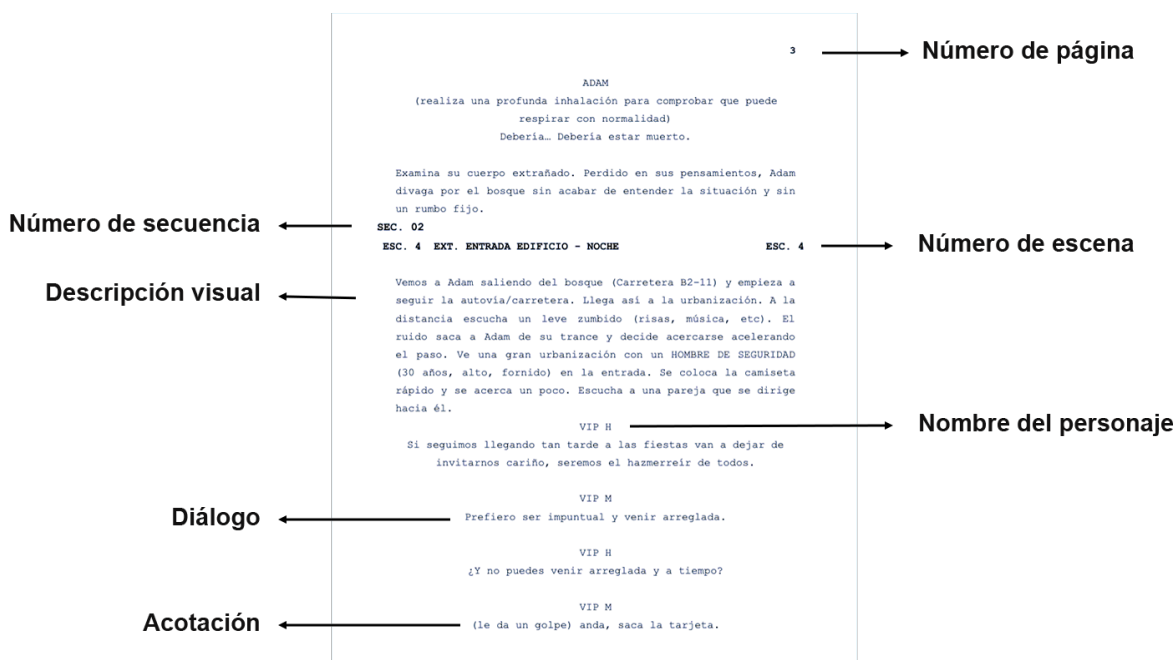 3
Número de página
ADAM
(realiza una profunda inhalación para comprobar que puede
respirar con normalidad)
Debería… Debería estar muerto.
Examina su cuerpo extrañado. Perdido en sus pensamientos, Adam
divaga por el bosque sin acabar de entender la situación y sin
un rumbo fijo.
Número de secuencia
SEC. 02
ESC. 4 EXT. ENTRADA EDIFICIO - NOCHE ESC. 4
Número de escena
Descripción visual
Vemos a Adam saliendo del bosque (Carretera B2-11) y empieza a
seguir la autovía/carretera. Llega así a la urbanización. A la
distancia escucha un leve zumbido (risas, música, etc). El
ruido saca a Adam de su trance y decide acercarse acelerando
el paso. Ve una gran urbanización con un HOMBRE DE SEGURIDAD
(30 años, alto, fornido) en la entrada. Se coloca la camiseta
rápido y se acerca un poco. Escucha a una pareja que se dirige
hacia él.
VIP H
Nombre del personaje
Si seguimos llegando tan tarde a las fiestas van a dejar de
invitarnos cariño, seremos el hazmerreír de todos.
VIP M
Diálogo
Prefiero ser impuntual y venir arreglada.
VIP H
¿Y no puedes venir arreglada y a tiempo?
VIP M
Acotación
(le da un golpe) anda, saca la tarjeta.